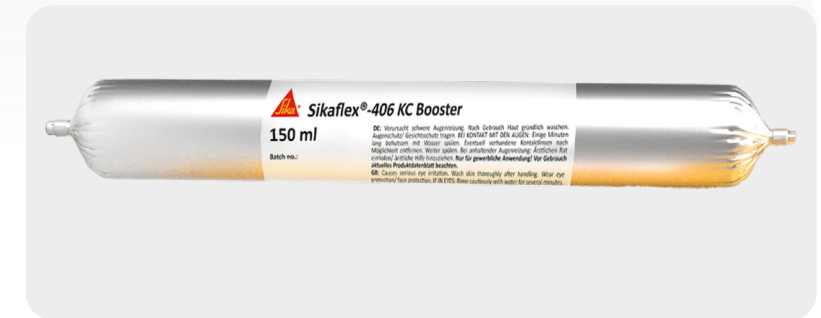 Sika®
Sikaflex®-406 KC Booster
150 ml
Batch no.:
DE: Verursacht schwere Augenreizung. Nach Gebrauch Haut gründlich waschen.
Augenschutz/ Gesichtsschutz tragen. BEI KONTAKT MIT DEN AUGEN: Einige Minuten
lang behutsam mit Wasser spülen. Eventuell vorhandene Kontaktlinsen nach
Möglichkeit entfernen. Weiter spülen. Bei anhaltender Augenreizung: Ärztlichen Rat
einholen/ ärztliche Hilfe hinzuziehen. Nur für gewerbliche Anwendung! Vor Gebrauch
aktuelles Produktdatenblatt beachten.
GB: Causes serious eye irritation. Wash skin thoroughly after handling. Wear eye
protection/ face protection. IF IN EYES: Rinse cautiously with water for several minutes.